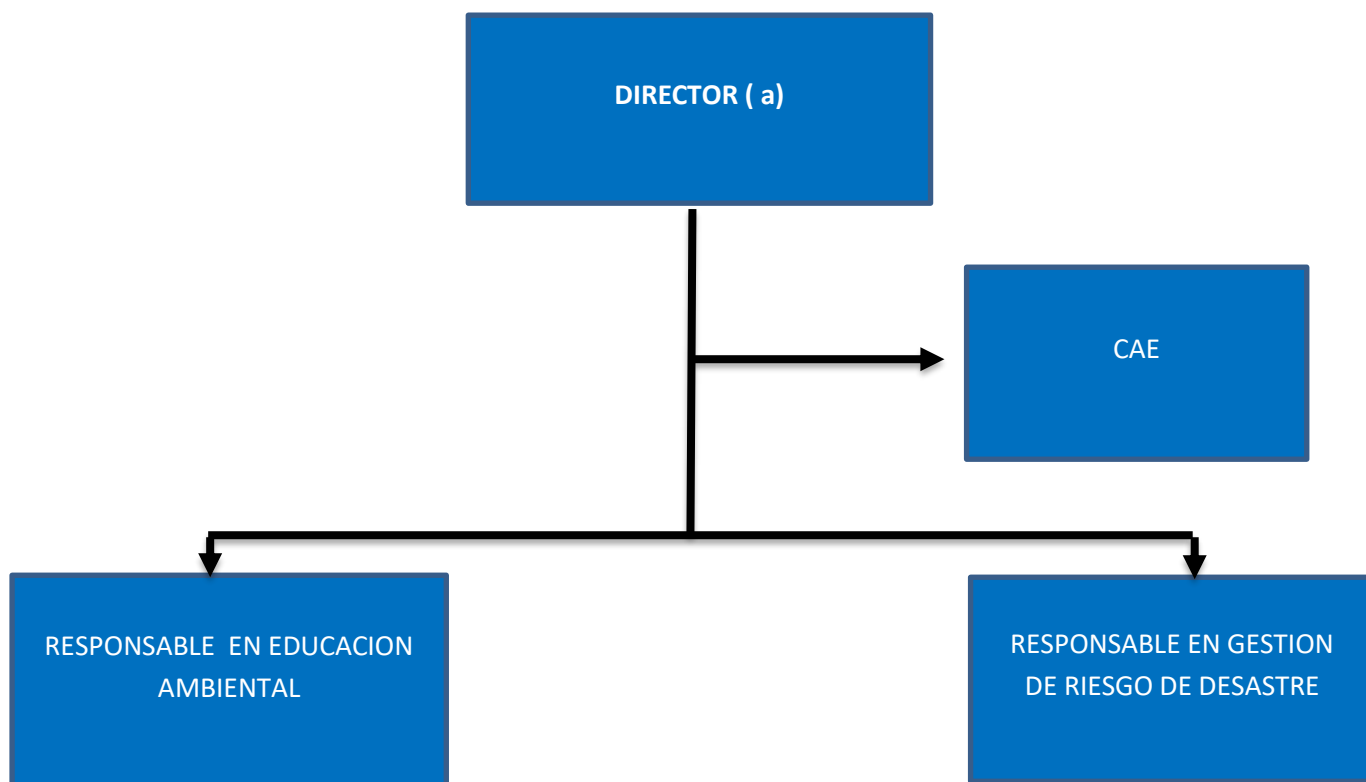 DIRECTOR ( a)
CAE
RESPONSABLE  EN EDUCACION
AMBIENTAL
RESPONSABLE EN GESTION
DE RIESGO DE DESASTRE